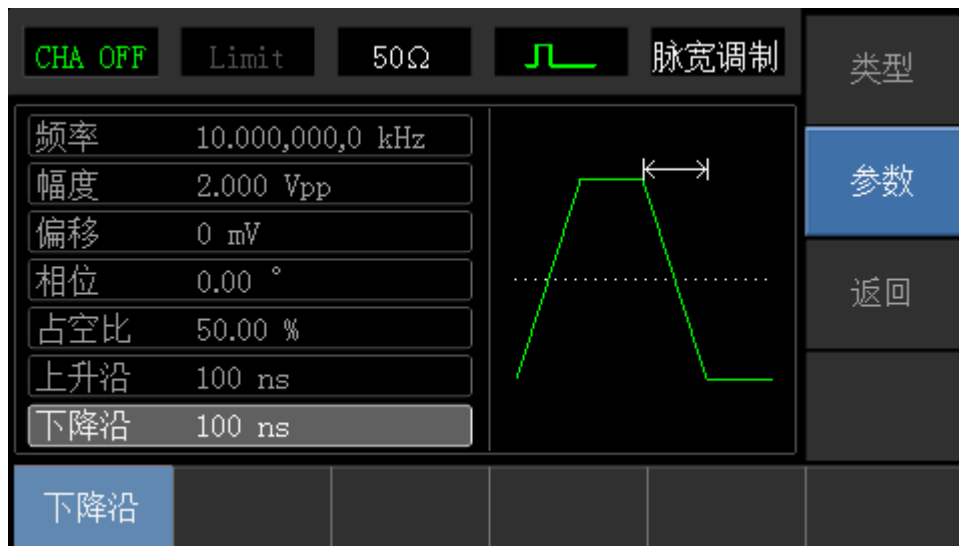 CHA OFF Limit 50Ω 脉宽调制
类型
参数
返回
频率 10.000,000,0 kHz
幅度 2.000 Vpp
偏移 0 mV
相位 0.00 °
占空比 50.00 %
上升沿 100 ns
下降沿 100 ns
下降沿